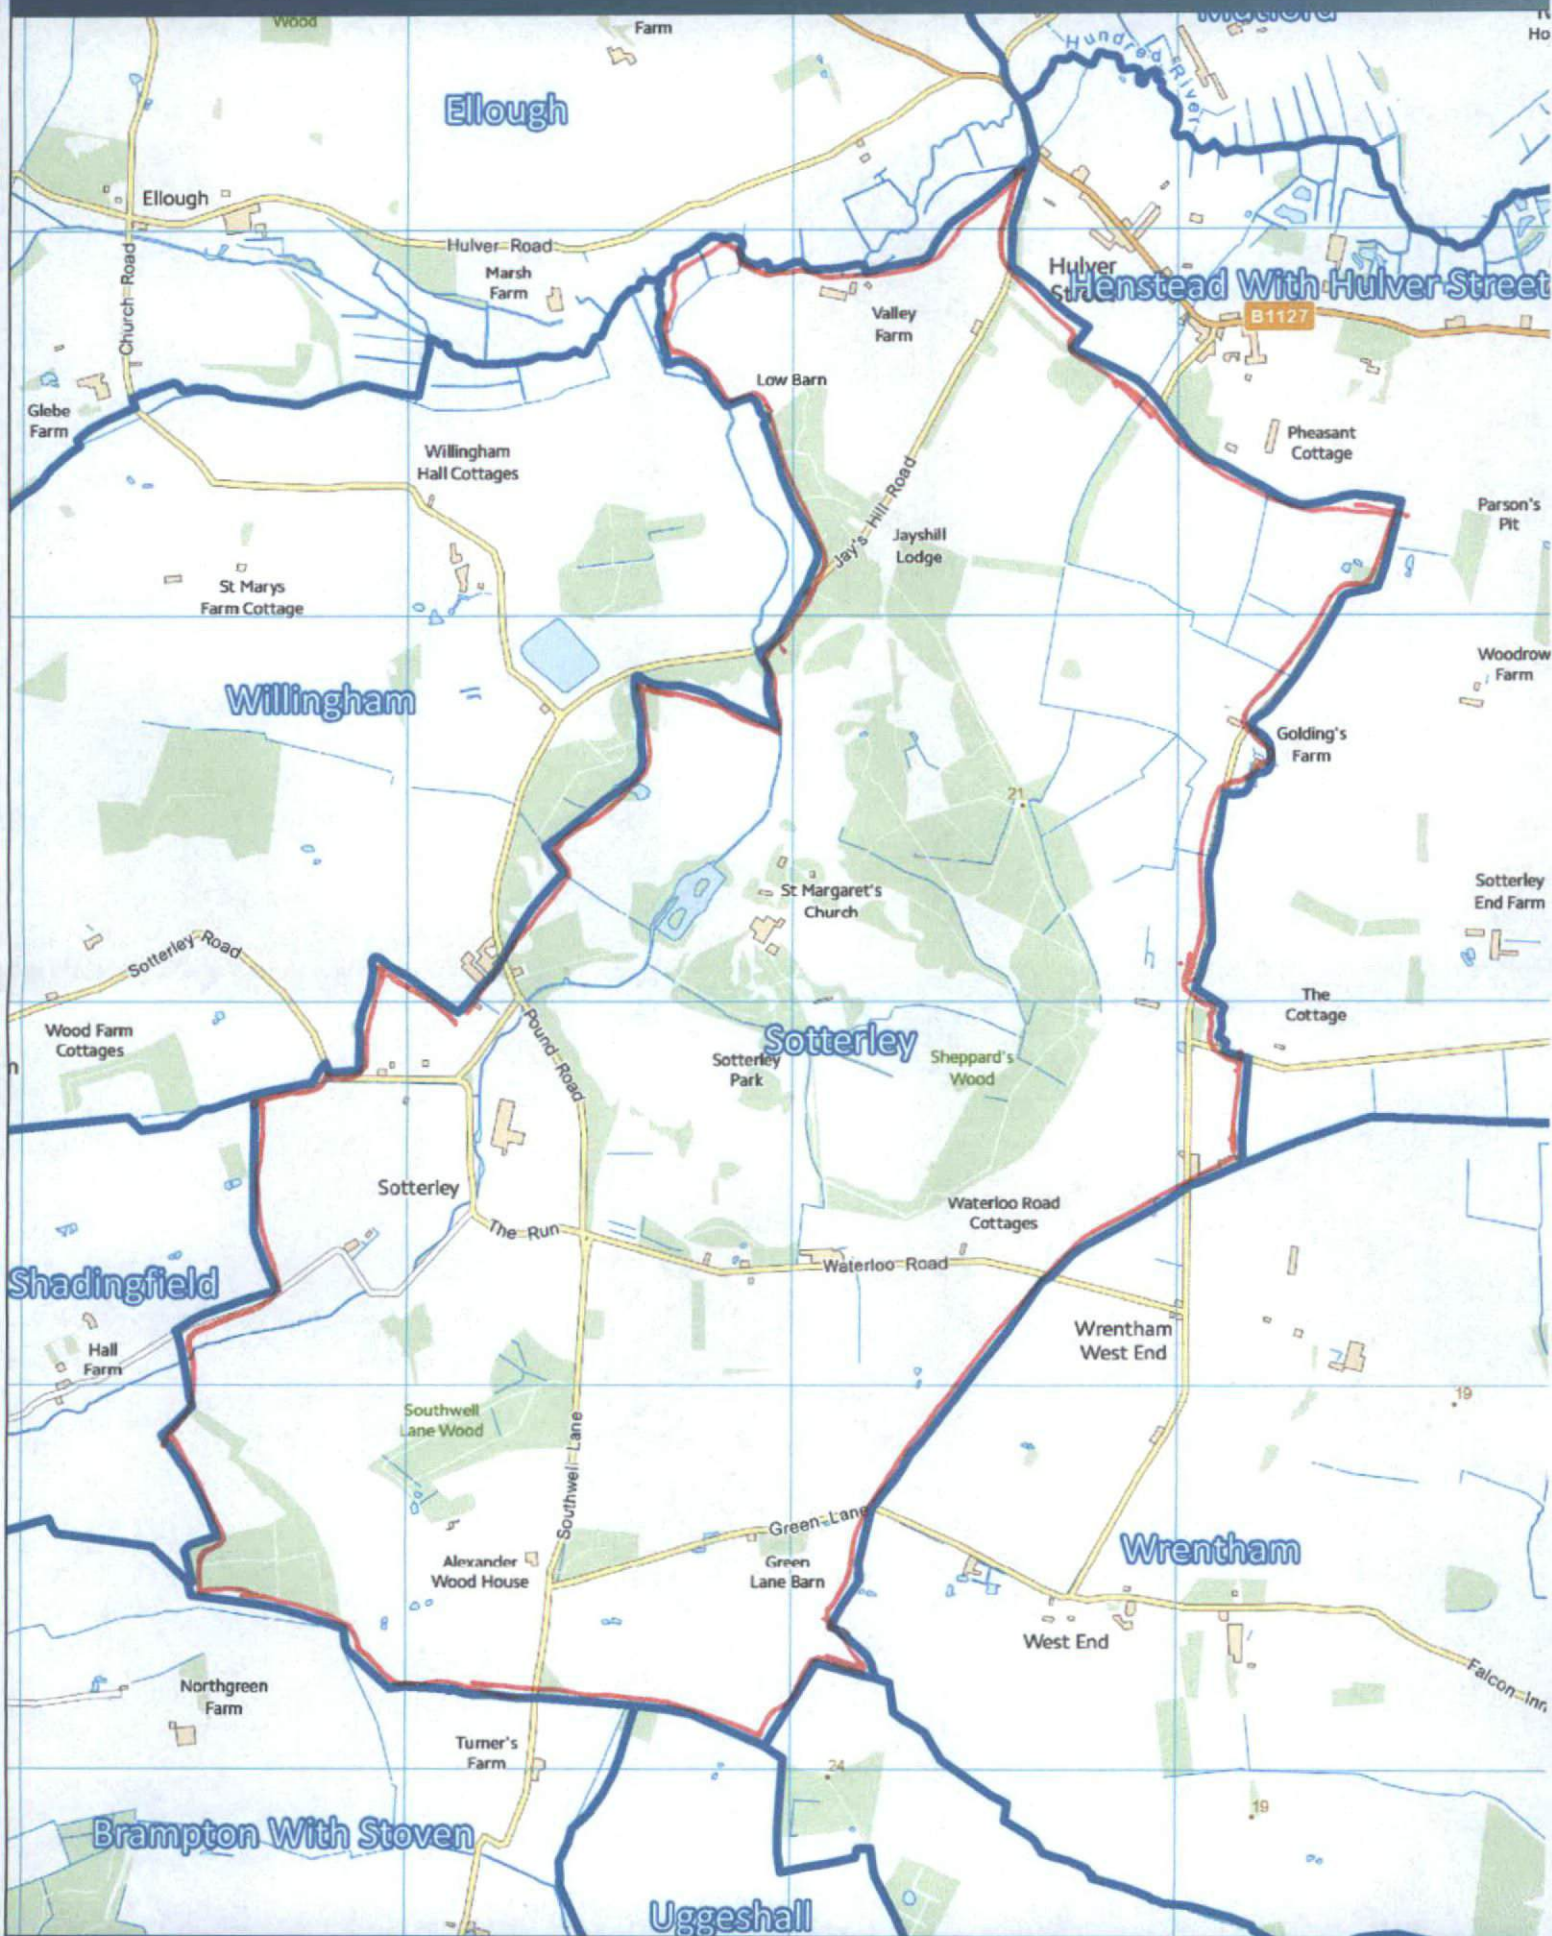 Wood
Farm
Mutford
Ho
Hundred River
Ellough
Ellough
Hulver Road
Marsh
Farm
Church Road
Hulver
Street
Henstead With Hulver Street
B1127
Valley
Farm
Low Barn
Glebe
Farm
Willingham
Hall Cottages
Pheasant
Cottage
Parson's
Pit
Jay's Hill Road
Jayshill
Lodge
St Marys
Farm Cottage
Woodrow
Farm
Willingham
Golding's
Farm
21
St Margaret's
Church
Sotterley
End Farm
Sotterley Road
The
Cottage
Wood Farm
Cottages
n
Pound Road
Sotterley
Sotterley
Park
Sheppard's
Wood
Sotterley
Waterloo Road
Cottages
The Run
Waterloo Road
Shadingfield
Hall
Farm
Wrentham
West End
19
Southwell
Lane Wood
Southwell Lane
Green Lane
Wrentham
Alexander
Wood House
Green
Lane Barn
West End
Falcon Inn
Northgreen
Farm
Turner's
Farm
24
19
Brampton With Stoven
Uggeshall